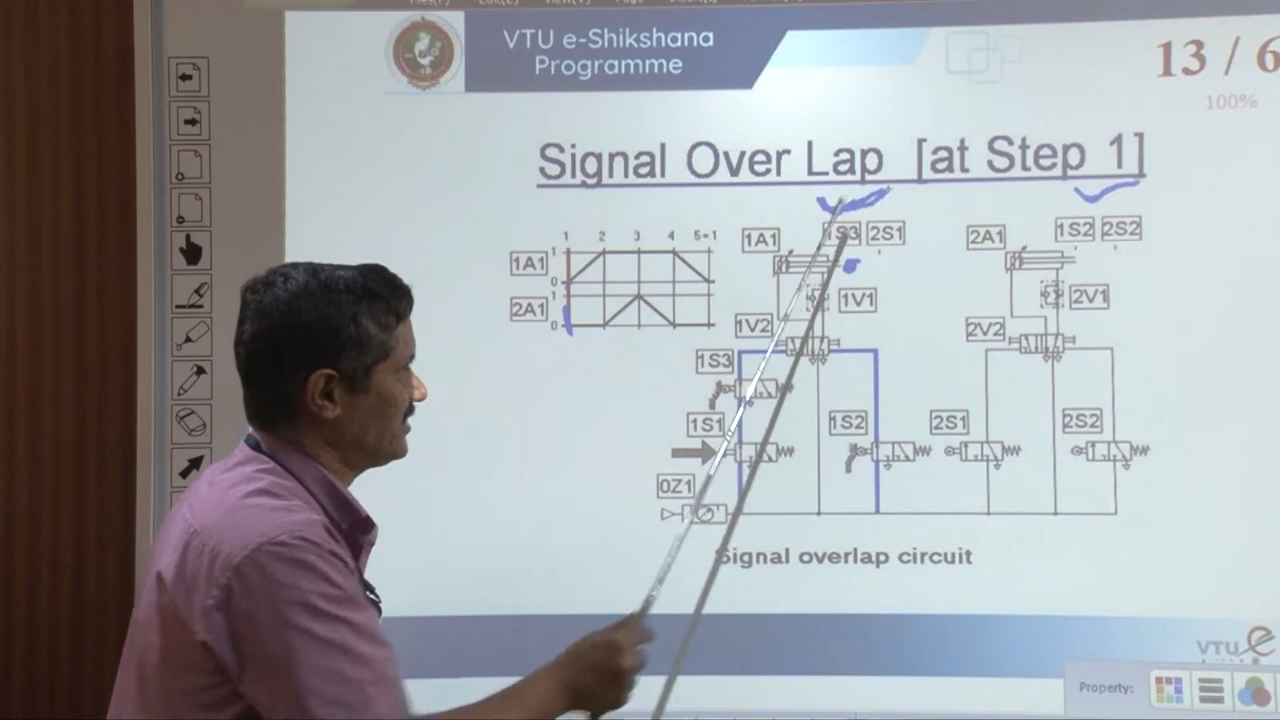 VTU e-Shikshana
Programme
13 / 6
100%
Signal Over Lap [at Step 1]
1 2 3 4 5=1
1A1
1
0
2A1
1
0
1A1
1S3
2S1
2A1
1S2
2S2
1V1
2V1
1V2
2V2
1S3
1S1
1S2
2S1
2S2
0Z1
Signal overlap circuit
VTU e
Property: